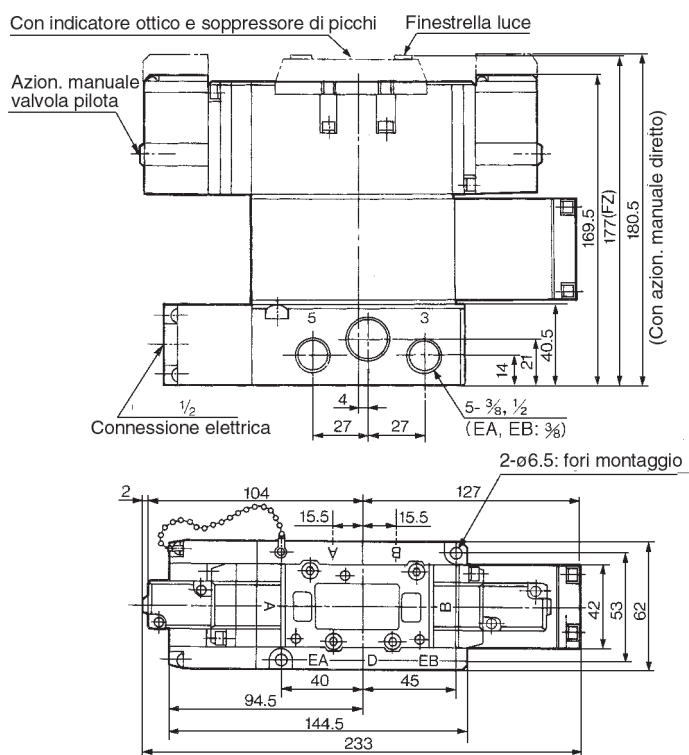 Con indicatore ottico e soppressore di picchi
Finestrella luce
Azion. manuale
valvola pilota
169.5
177(FZ)
180.5
(Con azion. manuale diretto)
5
3
40.5
14
21
4
27
27
1/2
Connessione elettrica
5- 3/8, 1/2
(EA, EB: 3/8)
2-ø6.5: fori montaggio
2
104
127
15.5
15.5
A
B
A
B
42
53
62
EA
D
EB
40
45
94.5
144.5
233